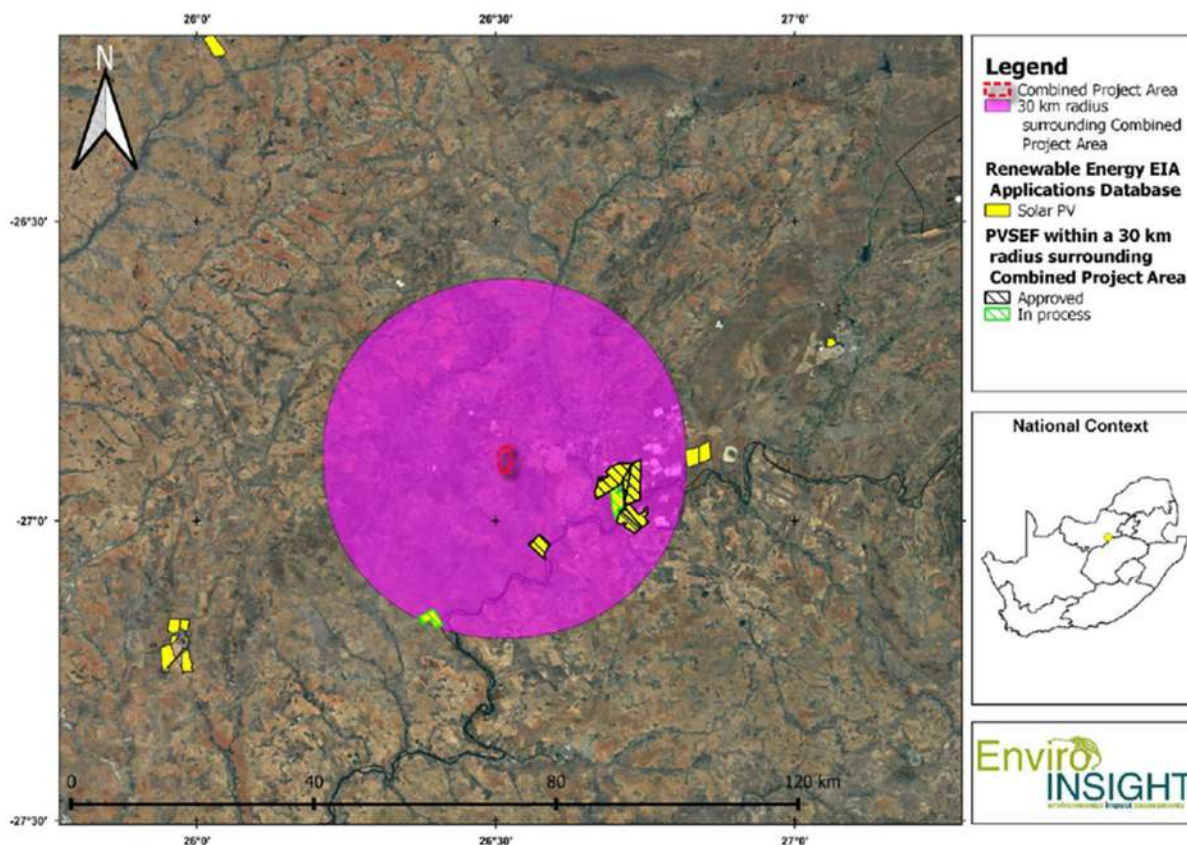 26°0' 26°30' 27°0'
N
-26°30'
-27°0'
-27°30'
0 40 80 120 km
26°0' 26°30' 27°0'
Legend
Combined Project Area
30 km radius
surrounding Combined
Project Area
Renewable Energy EIA
Applications Database
Solar PV
PVSEF within a 30 km
radius surrounding
Combined Project Area
Approved
In process
National Context
Enviro
INSIGHT
environmental impact assessments